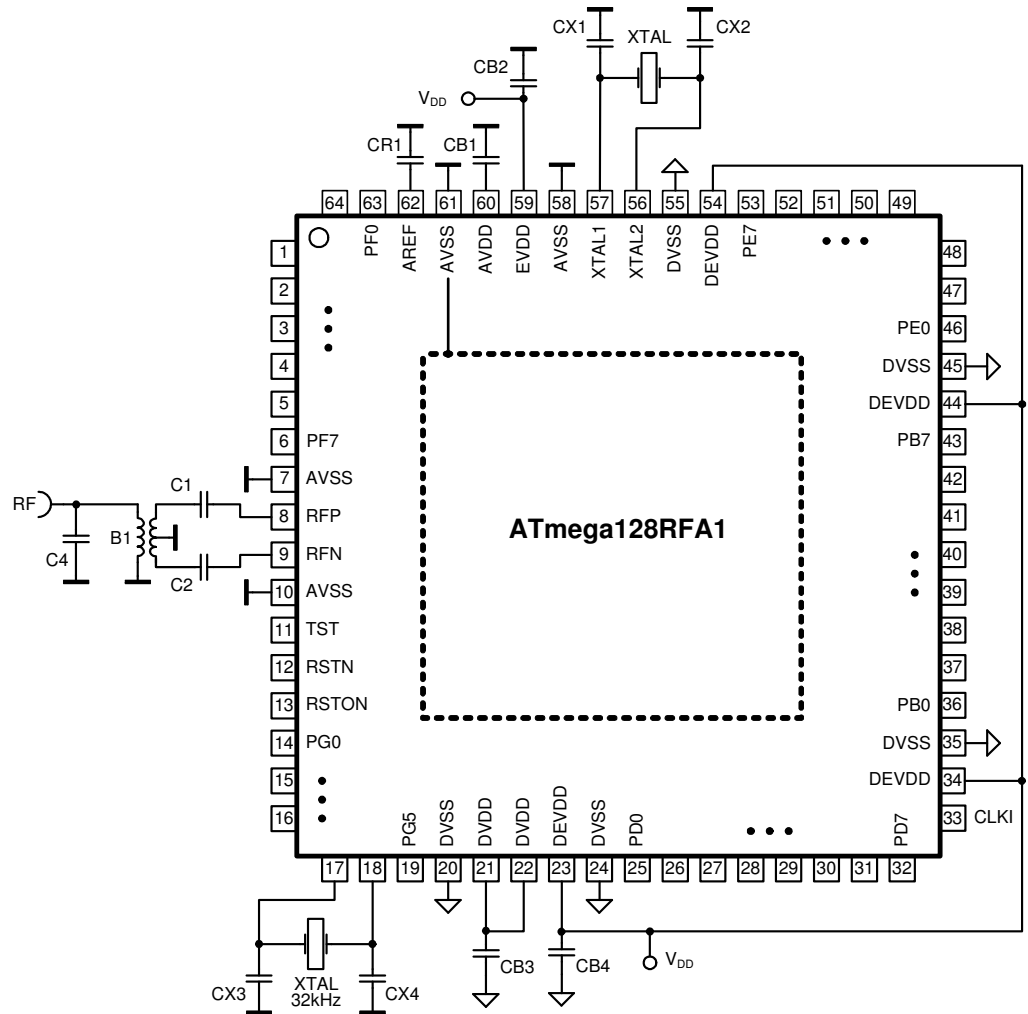 CX1
XTAL
CX2
CB2
VDD
CR1
CB1
64
63
62
61
60
59
58
57
56
55
54
53
52
51
50
49
PF0
AREF
AVSS
AVDD
EVDD
AVSS
XTAL1
XTAL2
DVSS
DEVDD
PE7
1
2
3
4
5
6 PF7
7 AVSS
8 RFP
9 RFN
10 AVSS
11 TST
12 RSTN
13 RSTON
14 PG0
15
16
RF
C1
B1
C4
C2
ATmega128RFA1
48
47
PE0 46
DVSS 45
DEVDD 44
PB7 43
42
41
40
39
38
37
PB0 36
DVSS 35
DEVDD 34
33 CLKI
PG5
DVSS
DVDD
DVDD
DEVDD
DVSS
PD0
PD7
17
18
19
20
21
22
23
24
25
26
27
28
29
30
31
32
CX3
XTAL
32kHz
CX4
CB3
CB4
VDD